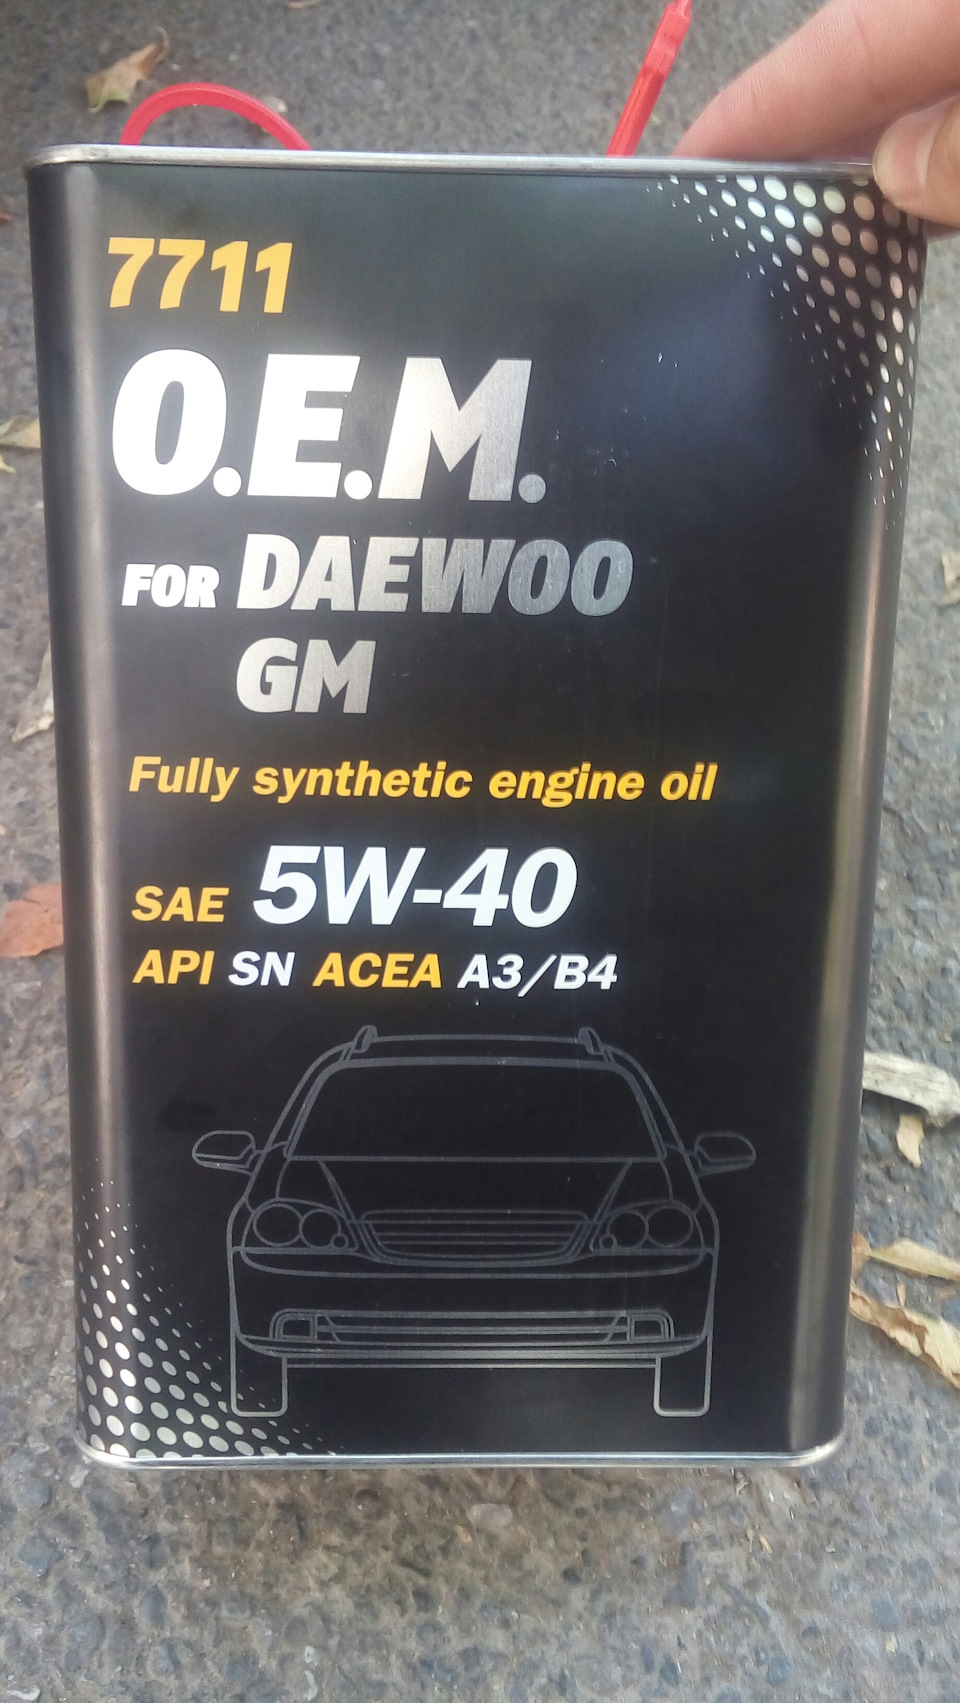 7711
O.E.M.
FOR DAEWOO
GM
Fully synthetic engine oil
SAE 5W-40
API SN ACEA A3/B4